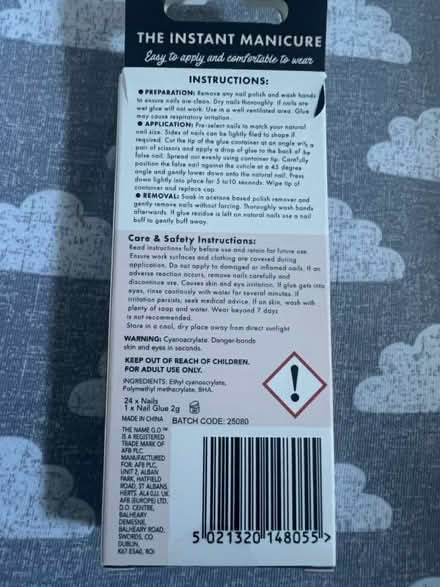 THE INSTANT MANICURE
Easy to apply and comfortable to wear
INSTRUCTIONS:
● PREPARATION: Remove any nail polish and wash hands
to ensure nails are clean. Dry nails thoroughly. If nails are
wet glue will not work. Use in a well ventilated area. Glue
may cause respiratory irritation.
● APPLICATION: Pre-select nails to match your natural
nail size. Sides of nails can be lightly filed to shape if
required. Cut the tip of the glue container at an angle with a
pair of scissors and apply a drop of glue to the back of the
false nail. Spread out evenly using container tip. Carefully
position the false nail against the cuticle at a 45 degree
angle and gently lower down onto the natural nail. Press
down lightly into place for 5 to10 seconds. Wipe tip of
container and replace cap.
● REMOVAL: Soak in acetone based polish remover and
gently remove nails without forcing. Thoroughly wash hands
afterwards. If glue residue is left on natural nails use a nail
buff to gently buff away.
Care & Safety Instructions:
Read instructions fully before use and retain for future use.
Ensure work surfaces and clothing are covered during
application. Do not apply to damaged or inflamed nails. If an
adverse reaction occurs, remove nails carefully and
discontinue use. Causes skin and eye irritation. If glue gets into
eyes, rinse cautiously with water for several minutes. If
irritation persists, seek medical advice. If on skin, wash with
plenty of soap and water. Wear beyond 7 days
is not recommended.
Store in a cool, dry place away from direct sunlight
WARNING: Cyanoacrylate. Danger-bonds
skin and eyes in seconds.
KEEP OUT OF REACH OF CHILDREN.
FOR ADULT USE ONLY.
INGREDIENTS: Ethyl cyanoacrylate,
Polymethyl methacrylate, BHA.
24 x Nails
1 x Nail Glue 2g
MADE IN CHINA
BATCH CODE: 25080
THE NAME G.O™
IS A REGISTERED
TRADE MARK OF
AFB PLC.
MANUFACTURED
FOR: AFB PLC,
UNIT 2, ALBAN
PARK, HATFIELD
ROAD, ST ALBANS,
HERTS. AL4 0JJ. UK.
AFB (EUROPE) LTD,
D.O. CENTRE,
BALHEARY
DEMESNE,
BALHEARY ROAD,
SWORDS, CO
DUBLIN,
K67 E5A0, ROI
5 021320 148055 >